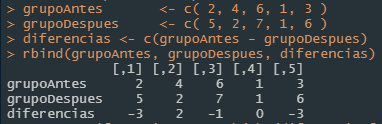 > grupoAntes <- c( 2, 4, 6, 1, 3 )
> grupoDespues <- c( 5, 2, 7, 1, 6 )
> diferencias <- c(grupoAntes - grupoDespues)
> rbind(grupoAntes, grupoDespues, diferencias)
[,1] [,2] [,3] [,4] [,5]
grupoAntes 2 4 6 1 3
grupoDespues 5 2 7 1 6
diferencias -3 2 -1 0 -3